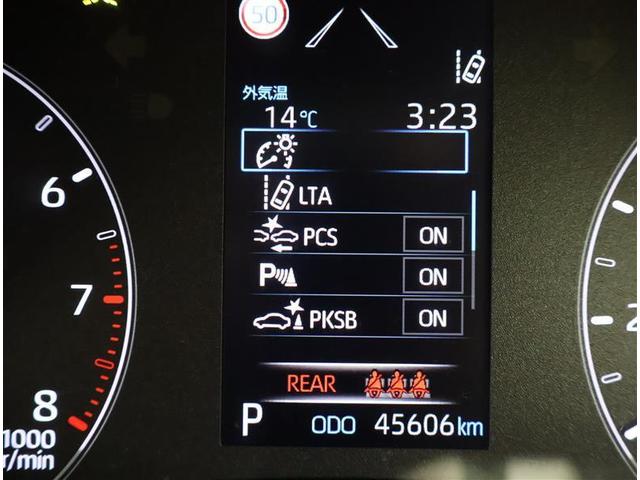 50
外気温
14℃ 3:23
LTA
PCS ON
P ON
PKSB ON
REAR
P ODO 45606km
6
7
8
1000
r/min
2